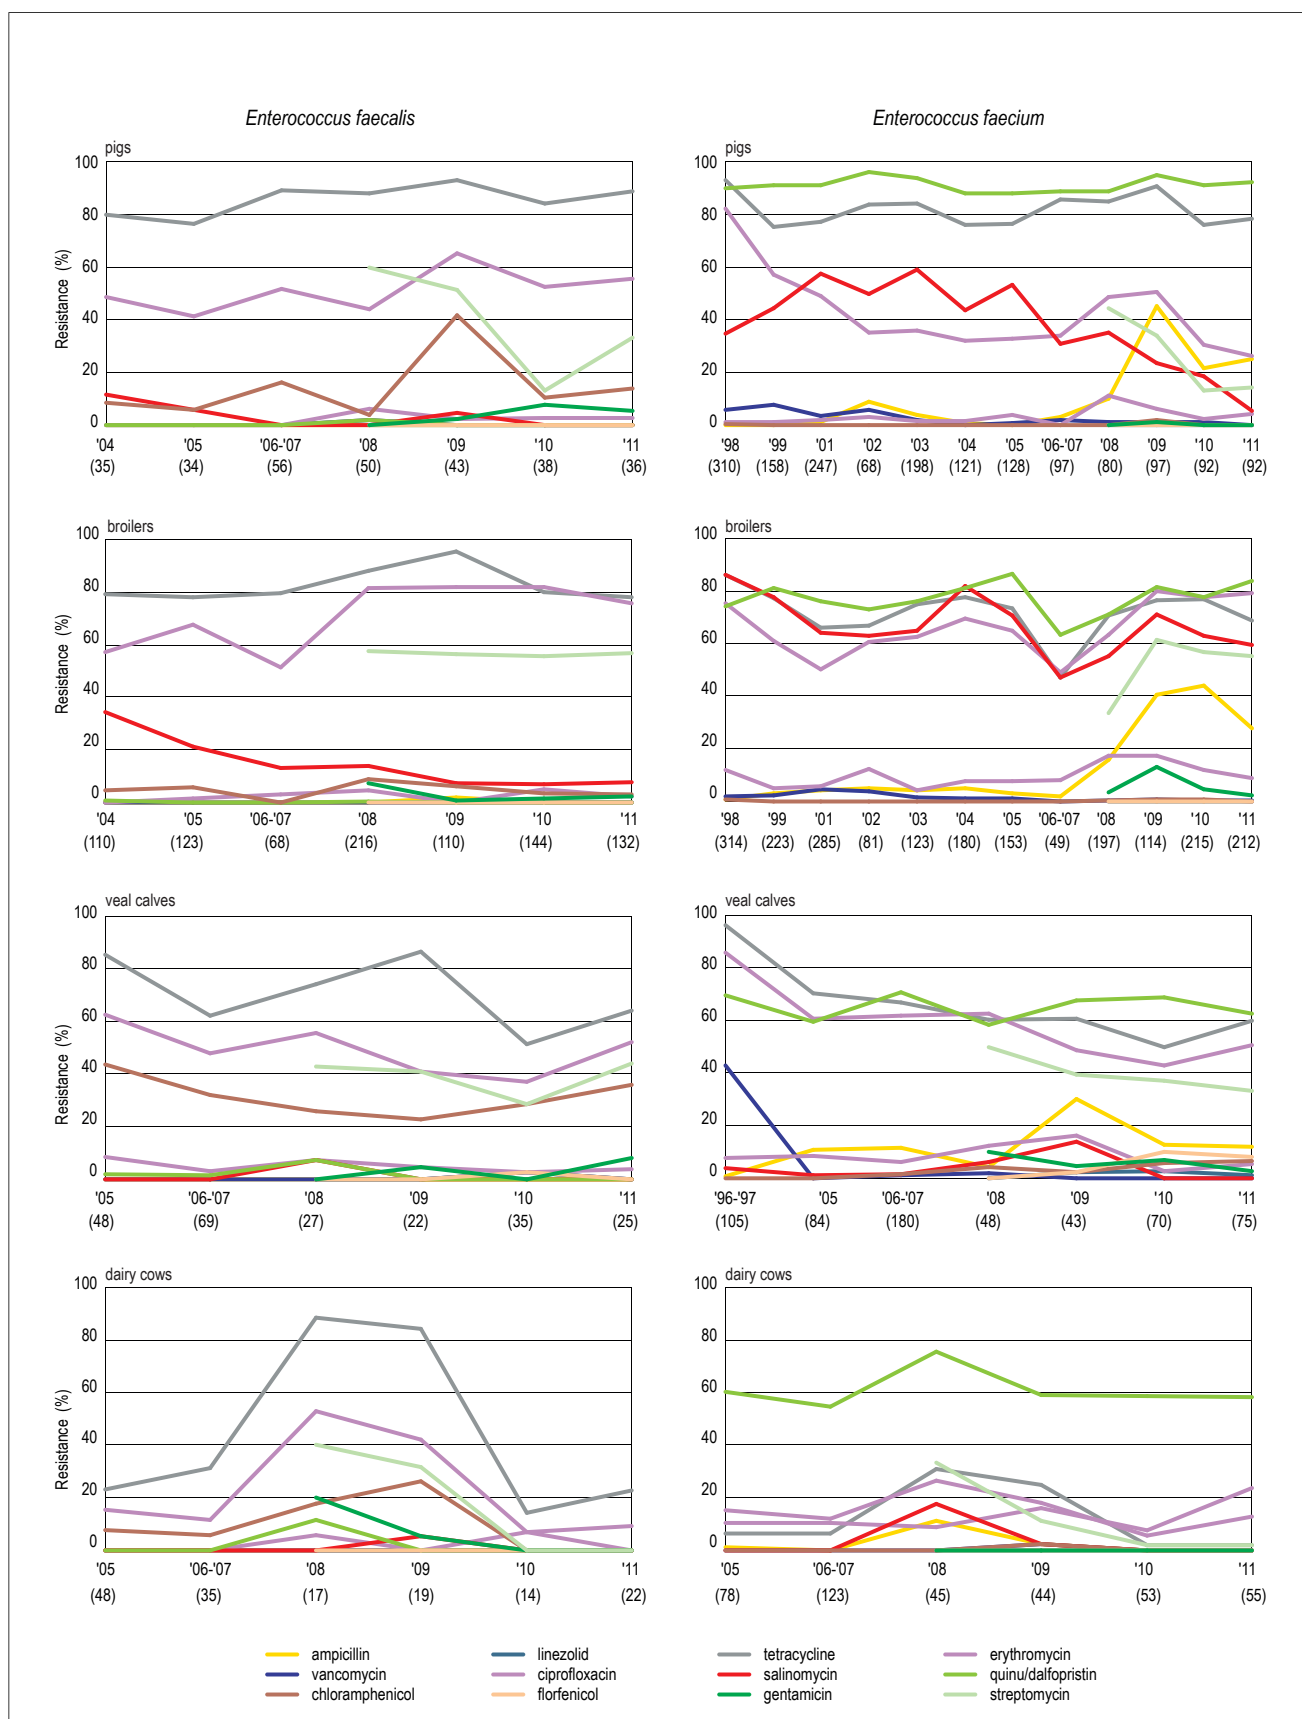 Enterococcus faecalis
Enterococcus faecium
pigs
100
80
60
40
20
0
Resistance (%)
'04 '05 '06-'07 '08 '09 '10 '11
(35) (34) (56) (50) (43) (38) (36)
pigs
100
80
60
40
20
0
'98 '99 '01 '02 '03 '04 '05 '06-'07 '08 '09 '10 '11
(310) (158) (247) (68) (198) (121) (128) (97) (80) (97) (92) (92)
broilers
100
80
60
40
20
0
Resistance (%)
'04 '05 '06-'07 '08 '09 '10 '11
(110) (123) (68) (216) (110) (144) (132)
broilers
100
80
60
40
20
0
'98 '99 '01 '02 '03 '04 '05 '06-'07 '08 '09 '10 '11
(314) (223) (285) (81) (123) (180) (153) (49) (197) (114) (215) (212)
veal calves
100
80
60
40
20
0
Resistance (%)
'05 '06-'07 '08 '09 '10 '11
(48) (69) (27) (22) (35) (25)
veal calves
100
80
60
40
20
0
'96-'97 '05 '06-'07 '08 '09 '10 '11
(105) (84) (180) (48) (43) (70) (75)
dairy cows
100
80
60
40
20
0
Resistance (%)
'05 '06-'07 '08 '09 '10 '11
(48) (35) (17) (19) (14) (22)
dairy cows
100
80
60
40
20
0
'05 '06-'07 '08 '09 '10 '11
(78) (123) (45) (44) (53) (55)
ampicillin linezolid tetracycline erythromycin
vancomycin ciprofloxacin salinomycin quinu/dalfopristin
chloramphenicol florfenicol gentamicin streptomycin